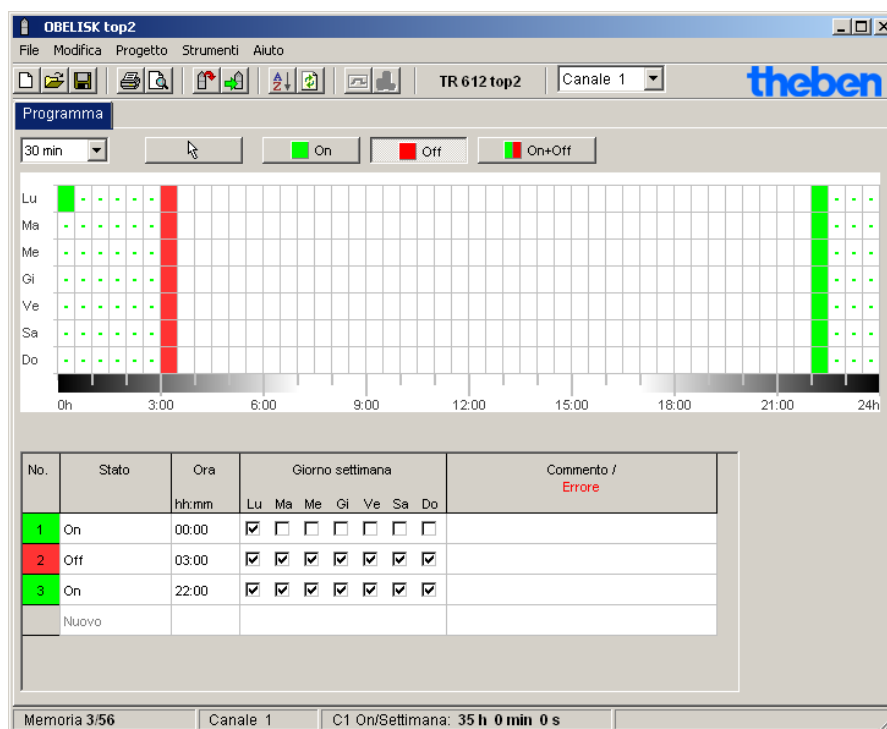 OBELISK top2
File Modifica Progetto Strumenti Aiuto
TR 612 top2 Canale 1 theben
Programma
30 min On Off On+Off
Lu
Ma
Me
Gi
Ve
Sa
Do
0h 3:00 6:00 9:00 12:00 15:00 18:00 21:00 24h
No. Stato Ora Giorno settimana Commento /
Errore
hh:mm Lu Ma Me Gi Ve Sa Do
1 On 00:00
2 Off 03:00
3 On 22:00
Nuovo
Memoria 3/56 Canale 1 C1 On/Settimana: 35 h 0 min 0 s